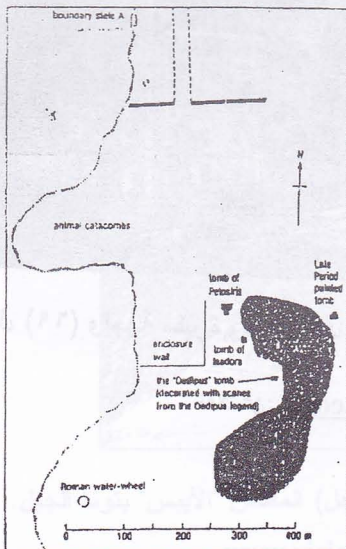 boundary stele A
N
animal catacombs
tomb of
Petosiris
Late
Period
painted
tomb
enclosure
wall
tomb of
Isadora
the "Oedipus" tomb
(decorated with scenes
from the Oedipus legend)
Roman water-wheel
0 100 200 300 400 m